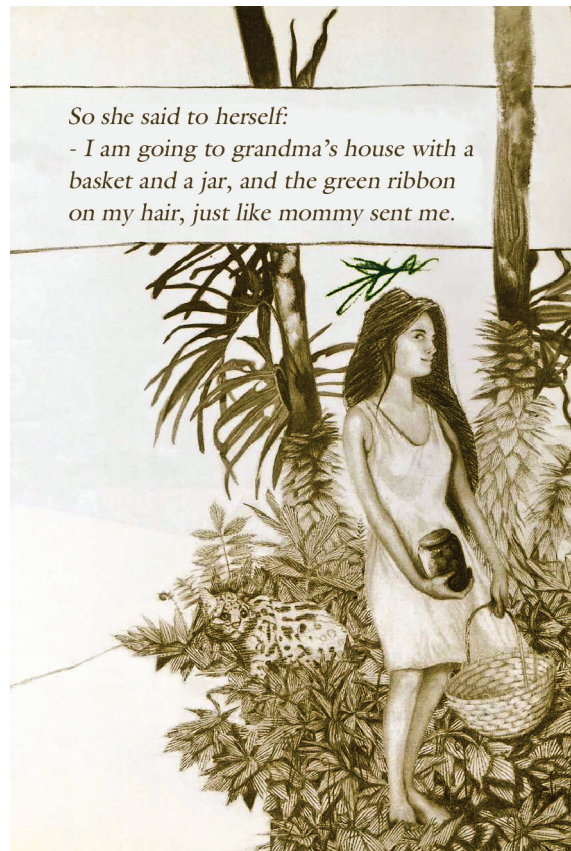 So she said to herself:
- I am going to grandma’s house with a
basket and a jar, and the green ribbon
on my hair, just like mommy sent me.